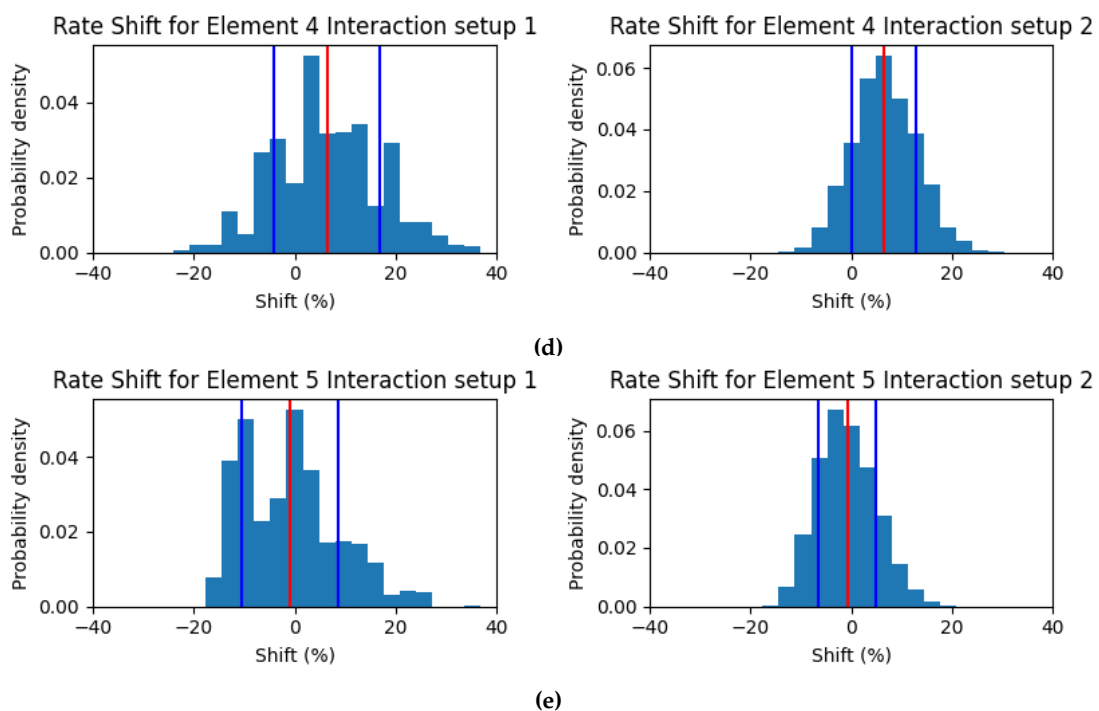 Rate Shift for Element 4 Interaction setup 1
Probability density
0.04
0.02
0.00
−40 −20 0 20 40
Shift (%)
Rate Shift for Element 4 Interaction setup 2
Probability density
0.06
0.04
0.02
0.00
−40 −20 0 20 40
Shift (%)
(d)
Rate Shift for Element 5 Interaction setup 1
Probability density
0.04
0.02
0.00
−40 −20 0 20 40
Shift (%)
Rate Shift for Element 5 Interaction setup 2
Probability density
0.06
0.04
0.02
0.00
−40 −20 0 20 40
Shift (%)
(e)